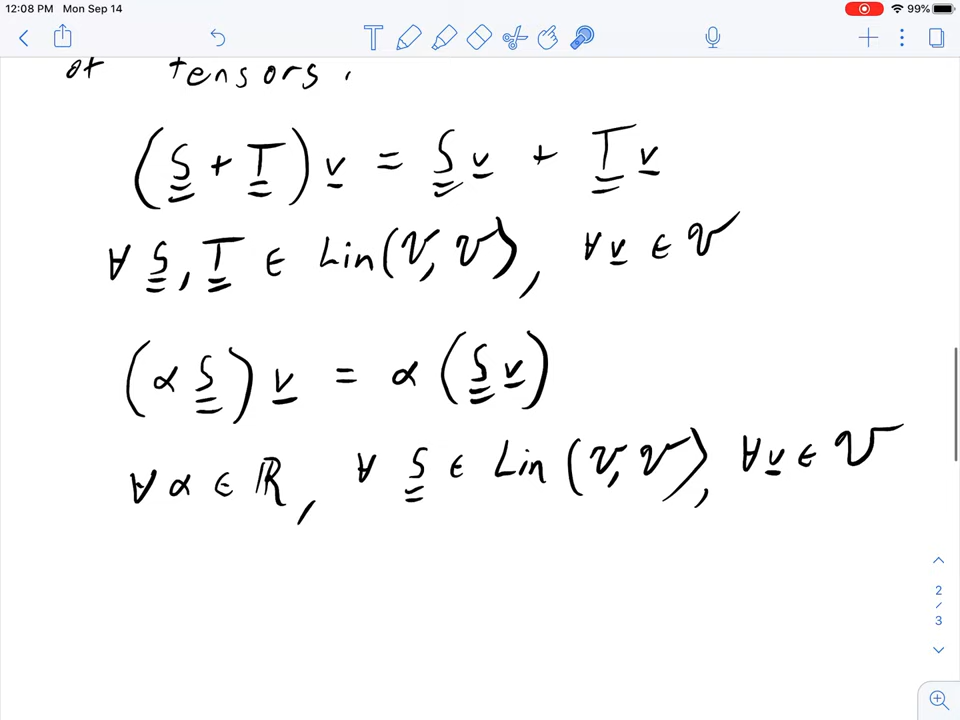 12:08 PM Mon Sep 14 99%
T
of tensors.
(S̳ + T̳) v̲ = S̳ v̲ + T̳ v̲
∀ S̳, T̳ ∈ Lin(𝒱, 𝒱), ∀ v̲ ∈ 𝒱
(α S̳) v̲ = α (S̳ v̲)
∀ α ∈ ℝ, ∀ S̳ ∈ Lin(𝒱, 𝒱), ∀ v̲ ∈ 𝒱
2
/
3